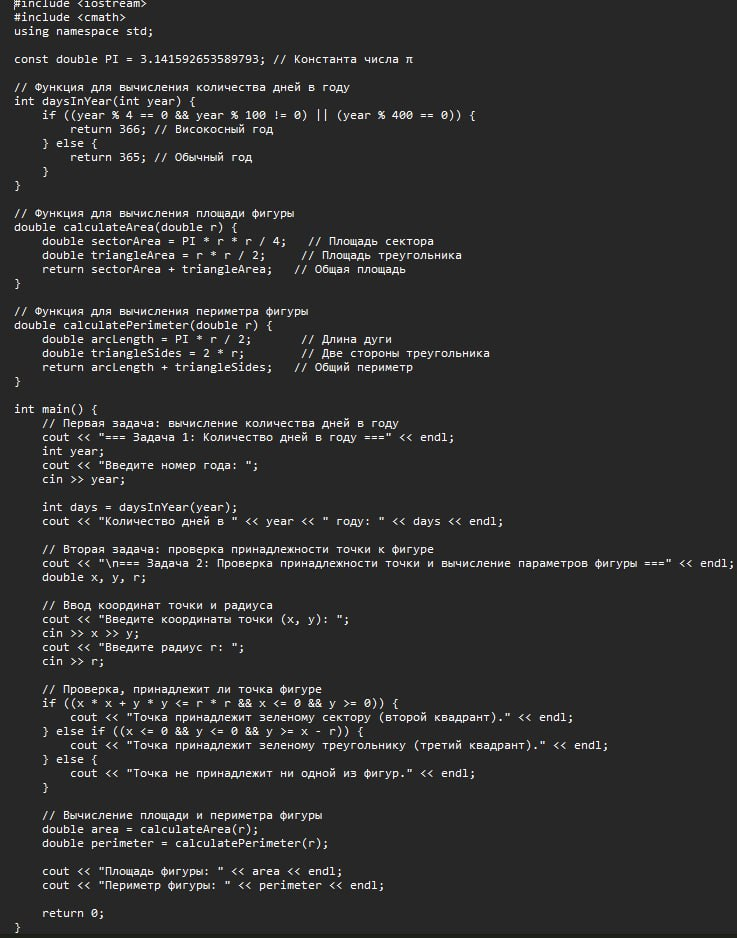 #include <iostream>
#include <cmath>
using namespace std;

const double PI = 3.141592653589793; // Константа числа π

// Функция для вычисления количества дней в году
int daysInYear(int year) {
    if ((year % 4 == 0 && year % 100 != 0) || (year % 400 == 0)) {
        return 366; // Високосный год
    } else {
        return 365; // Обычный год
    }
}

// Функция для вычисления площади фигуры
double calculateArea(double r) {
    double sectorArea = PI * r * r / 4;   // Площадь сектора
    double triangleArea = r * r / 2;      // Площадь треугольника
    return sectorArea + triangleArea;   // Общая площадь
}

// Функция для вычисления периметра фигуры
double calculatePerimeter(double r) {
    double arcLength = PI * r / 2;       // Длина дуги
    double triangleSides = 2 * r;        // Две стороны треугольника
    return arcLength + triangleSides;   // Общий периметр
}

int main() {
    // Первая задача: вычисление количества дней в году
    cout << "=== Задача 1: Количество дней в году ===" << endl;
    int year;
    cout << "Введите номер года: ";
    cin >> year;

    int days = daysInYear(year);
    cout << "Количество дней в " << year << " году: " << days << endl;

    // Вторая задача: проверка принадлежности точки к фигуре
    cout << "\n=== Задача 2: Проверка принадлежности точки и вычисление параметров фигуры ===" << endl;
    double x, y, r;

    // Ввод координат точки и радиуса
    cout << "Введите координаты точки (x, y): ";
    cin >> x >> y;
    cout << "Введите радиус r: ";
    cin >> r;

    // Проверка, принадлежит ли точка фигуре
    if ((x * x + y * y <= r * r && x <= 0 && y >= 0)) {
        cout << "Точка принадлежит зеленому сектору (второй квадрант)." << endl;
    } else if ((x <= 0 && y <= 0 && y >= x - r)) {
        cout << "Точка принадлежит зеленому треугольнику (третий квадрант)." << endl;
    } else {
        cout << "Точка не принадлежит ни одной из фигур." << endl;
    }

    // Вычисление площади и периметра фигуры
    double area = calculateArea(r);
    double perimeter = calculatePerimeter(r);

    cout << "Площадь фигуры: " << area << endl;
    cout << "Периметр фигуры: " << perimeter << endl;

    return 0;
}